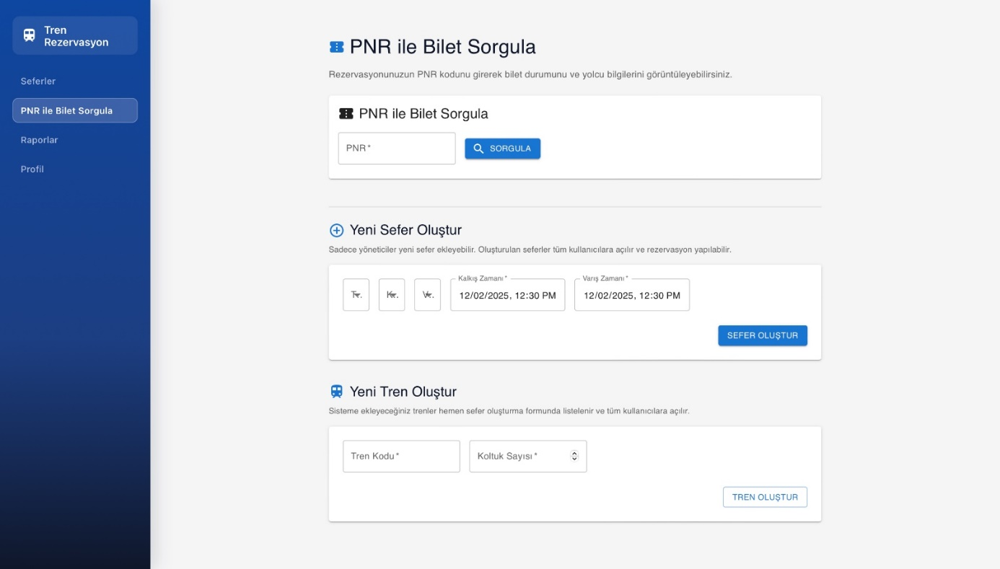 Tren
Rezervasyon
Seferler
PNR ile Bilet Sorgula
Raporlar
Profil
PNR ile Bilet Sorgula
Rezervasyonunuzun PNR kodunu girerek bilet durumunu ve yolcu bilgilerini görüntüleyebilirsiniz.
PNR ile Bilet Sorgula
PNR *
SORGULA
Yeni Sefer Oluştur
Sadece yöneticiler yeni sefer ekleyebilir. Oluşturulan seferler tüm kullanıcılara açılır ve rezervasyon yapılabilir.
Kalkış Zamanı *
Varış Zamanı *
12/02/2025, 12:30 PM
12/02/2025, 12:30 PM
SEFER OLUŞTUR
Yeni Tren Oluştur
Sisteme ekleyeceğiniz trenler hemen sefer oluşturma formunda listelenir ve tüm kullanıcılara açılır.
Tren Kodu *
Koltuk Sayısı *
TREN OLUŞTUR